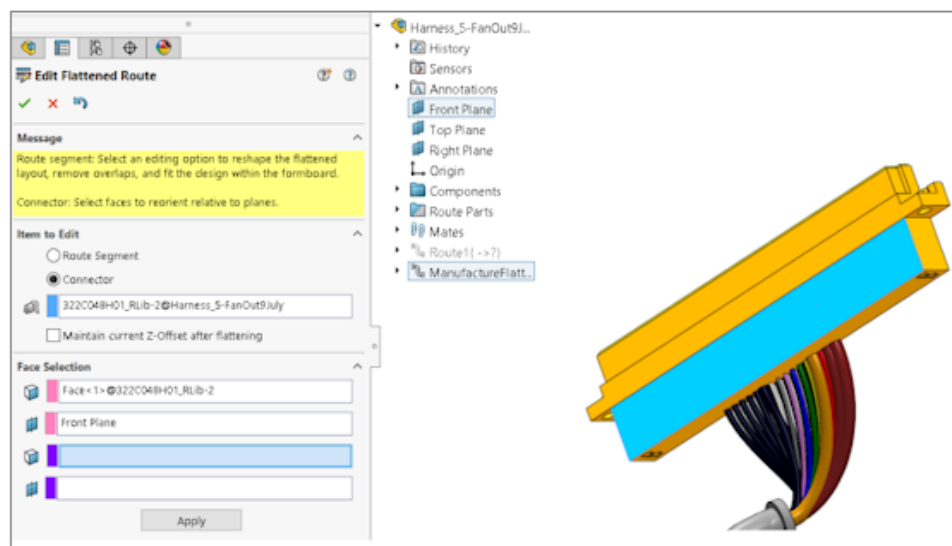 Edit Flattened Route
Message
Route segment: Select an editing option to reshape the flattened
layout, remove overlaps, and fit the design within the formboard.
Connector: Select faces to reorient relative to planes.
Item to Edit
Route Segment
Connector
322C048H01_RLib-2@Harness_S-FanOut9July
Maintain current Z-Offset after flattening
Face Selection
Face<1>@322C048H01_RLib-2
Front Plane
Apply
Harness_S-FanOut9J...
History
Sensors
Annotations
Front Plane
Top Plane
Right Plane
Origin
Components
Route Parts
Mates
Route1( ->?)
ManufactureFlatt...